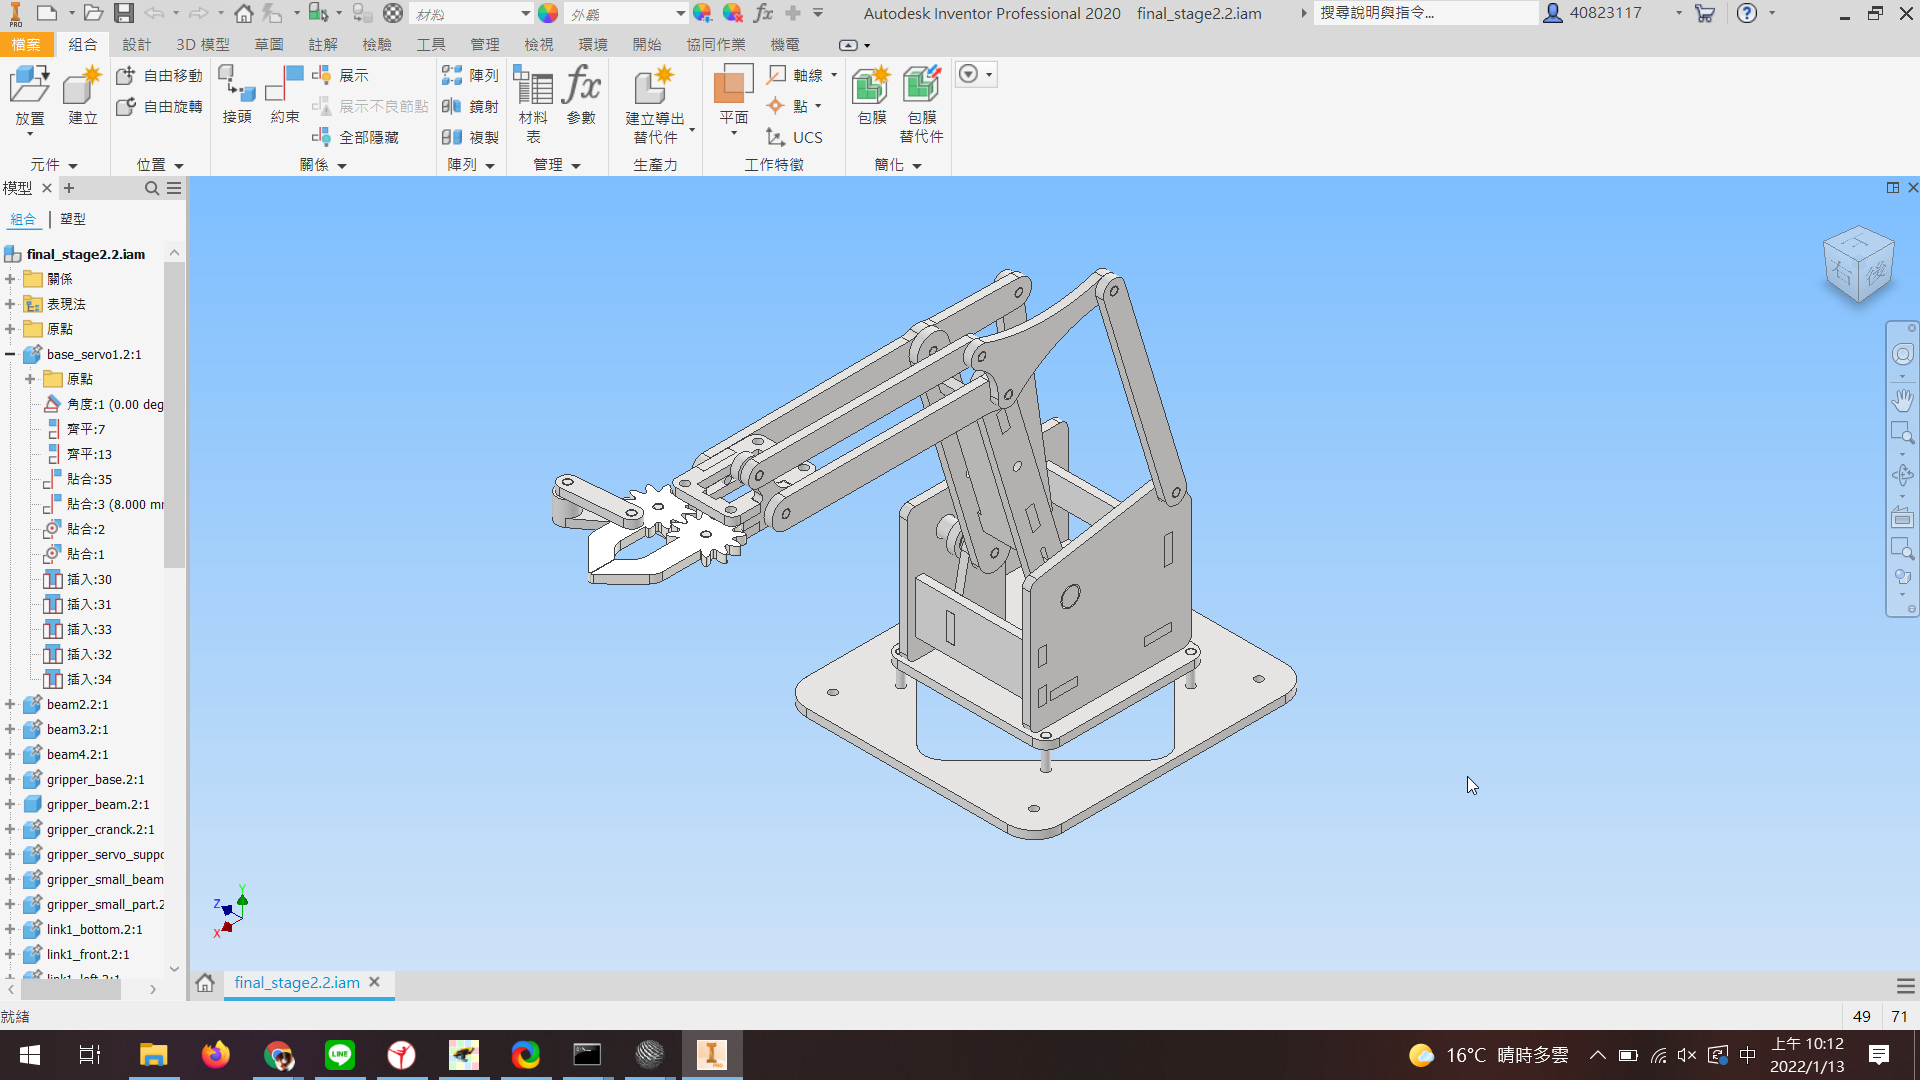 材料
外觀
Autodesk Inventor Professional 2020 final_stage2.2.iam
搜尋說明與指令...
40823117
PRO
檔案 組合 設計 3D 模型 草圖 註解 檢驗 工具 管理 檢視 環境 開始 協同作業 機電
放置
建立
自由移動
自由旋轉
接頭
約束
展示
展示不良節點
全部隱藏
陣列
鏡射
複製
材料表
參數
建立導出替代件
平面
軸線
點
UCS
包膜
包膜替代件
元件 位置 關係 陣列 管理 生產力 工作特徵 簡化
模型
組合 | 塑型
final_stage2.2.iam
關係
表現法
原點
base_servo1.2:1
原點
角度:1 (0.00 deg
齊平:7
齊平:13
貼合:35
貼合:3 (8.000 mm
貼合:2
貼合:1
插入:30
插入:31
插入:33
插入:32
插入:34
beam2.2:1
beam3.2:1
beam4.2:1
gripper_base.2:1
gripper_beam.2:1
gripper_cranck.2:1
gripper_servo_suppo
gripper_small_beam
gripper_small_part.2
link1_bottom.2:1
link1_front.2:1
link1_left.2:1
上
右
後
Y
Z
X
final_stage2.2.iam
就緒
49 71
LINE
PRO
16°C 晴時多雲
中
上午 10:12
2022/1/13